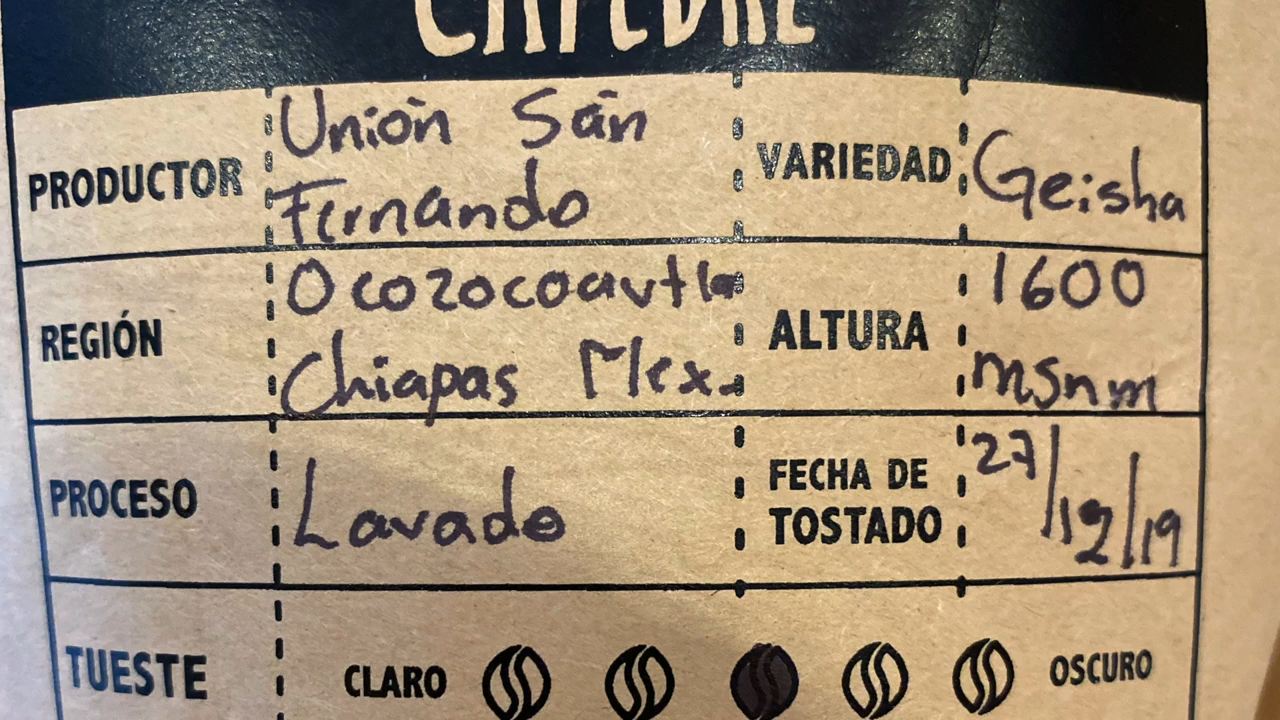 PRODUCTOR
Unión San
Fernando
VARIEDAD
Geisha
REGIÓN
Ocozocoautla
Chiapas Mex.
ALTURA
1600
msnm
PROCESO
Lavado
FECHA DE
TOSTADO
27/12/19
TUESTE
CLARO
OSCURO